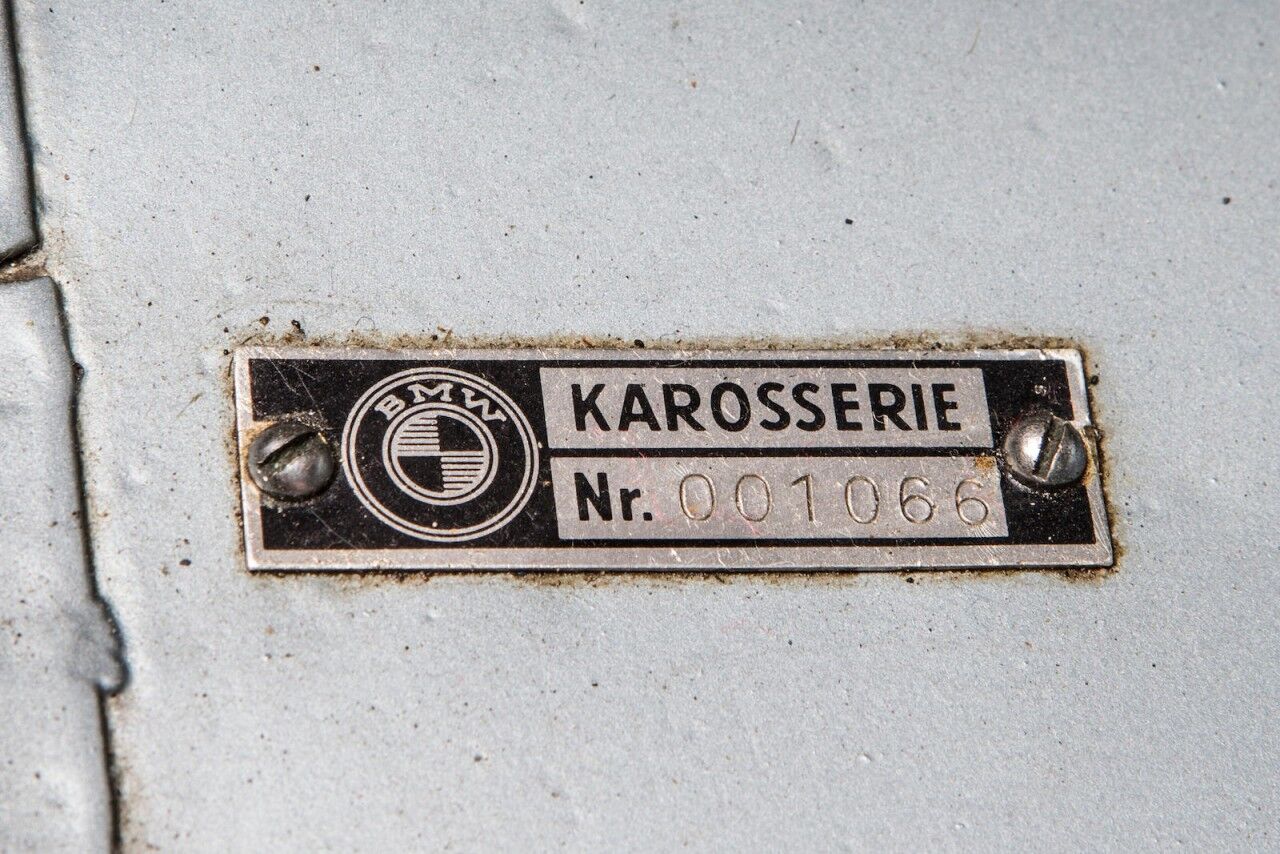 BMW
KAROSSERIE
Nr. 001066